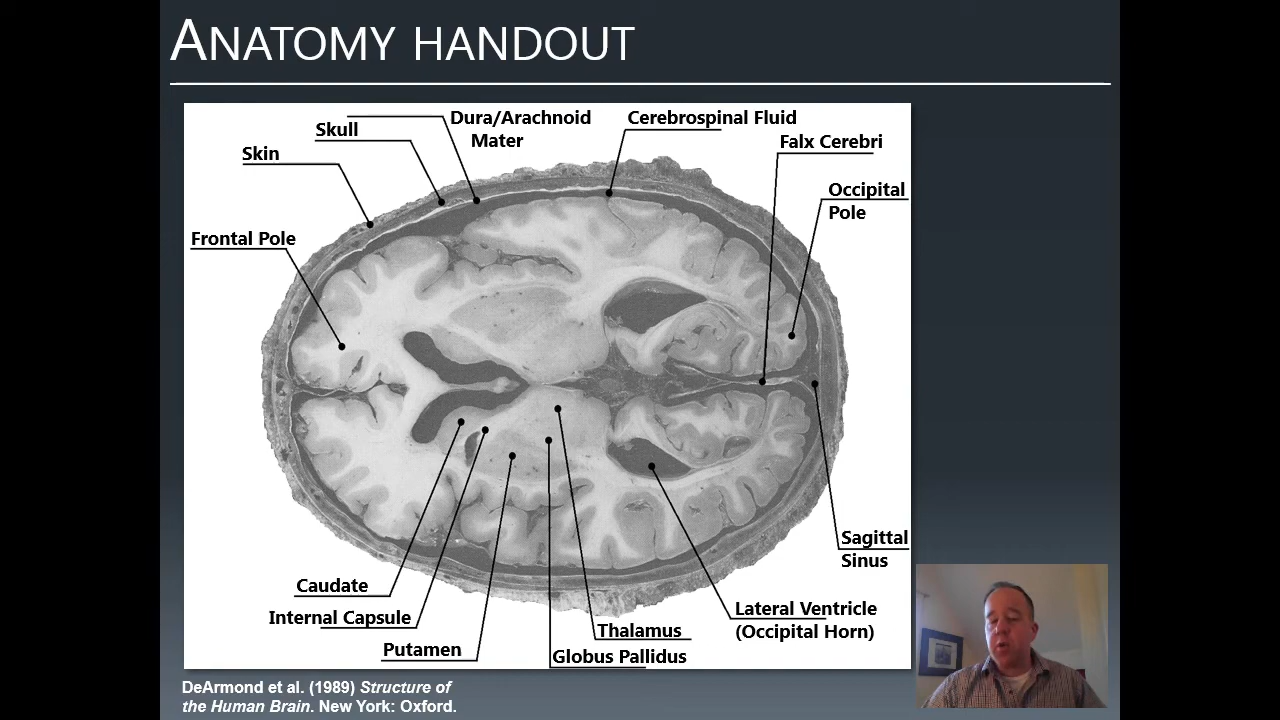 ANATOMY HANDOUT
Dura/Arachnoid
Mater
Cerebrospinal Fluid
Skull
Falx Cerebri
Skin
Occipital
Pole
Frontal Pole
Sagittal
Sinus
Caudate
Internal Capsule
Lateral Ventricle
(Occipital Horn)
Thalamus
Putamen
Globus Pallidus
DeArmond et al. (1989) Structure of
the Human Brain. New York: Oxford.